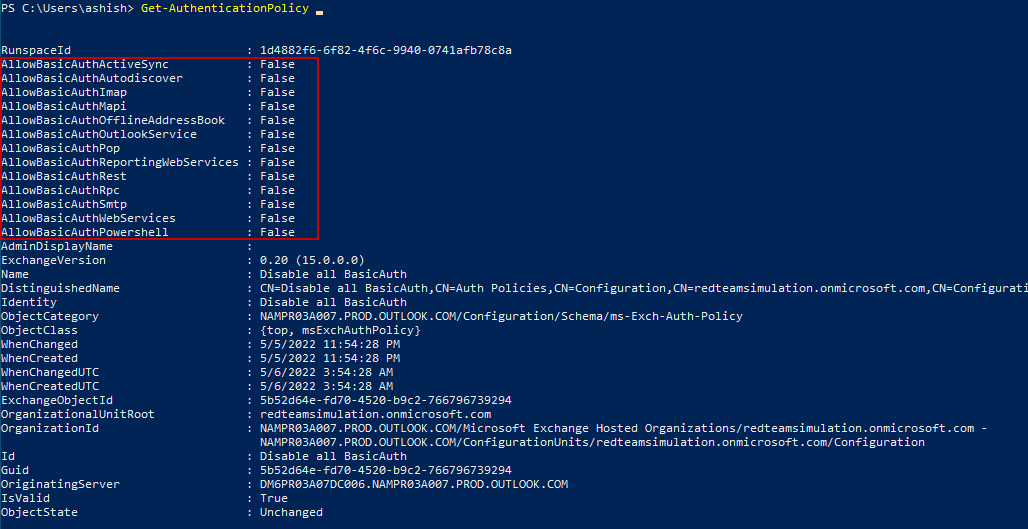 PS C:\Users\ashish> Get-AuthenticationPolicy
RunspaceId : 1d4882f6-6f82-4f6c-9940-0741afb78c8a
AllowBasicAuthActiveSync : False
AllowBasicAuthAutodiscover : False
AllowBasicAuthImap : False
AllowBasicAuthMapi : False
AllowBasicAuthOfflineAddressBook : False
AllowBasicAuthOutlookService : False
AllowBasicAuthPop : False
AllowBasicAuthReportingWebServices : False
AllowBasicAuthRest : False
AllowBasicAuthRpc : False
AllowBasicAuthSmtp : False
AllowBasicAuthWebServices : False
AllowBasicAuthPowershell : False
AdminDisplayName :
ExchangeVersion : 0.20 (15.0.0.0)
Name : Disable all BasicAuth
DistinguishedName : CN=Disable all BasicAuth,CN=Auth Policies,CN=Configuration,CN=redteamsimulation.onmicrosoft.com,CN=Configurati
Identity : Disable all BasicAuth
ObjectCategory : NAMPR03A007.PROD.OUTLOOK.COM/Configuration/Schema/ms-Exch-Auth-Policy
ObjectClass : {top, msExchAuthPolicy}
WhenChanged : 5/5/2022 11:54:28 PM
WhenCreated : 5/5/2022 11:54:28 PM
WhenChangedUTC : 5/6/2022 3:54:28 AM
WhenCreatedUTC : 5/6/2022 3:54:28 AM
ExchangeObjectId : 5b52d64e-fd70-4520-b9c2-766796739294
OrganizationalUnitRoot : redteamsimulation.onmicrosoft.com
OrganizationId : NAMPR03A007.PROD.OUTLOOK.COM/Microsoft Exchange Hosted Organizations/redteamsimulation.onmicrosoft.com -
NAMPR03A007.PROD.OUTLOOK.COM/ConfigurationUnits/redteamsimulation.onmicrosoft.com/Configuration
Id : Disable all BasicAuth
Guid : 5b52d64e-fd70-4520-b9c2-766796739294
OriginatingServer : DM6PR03A07DC006.NAMPR03A007.PROD.OUTLOOK.COM
IsValid : True
ObjectState : Unchanged